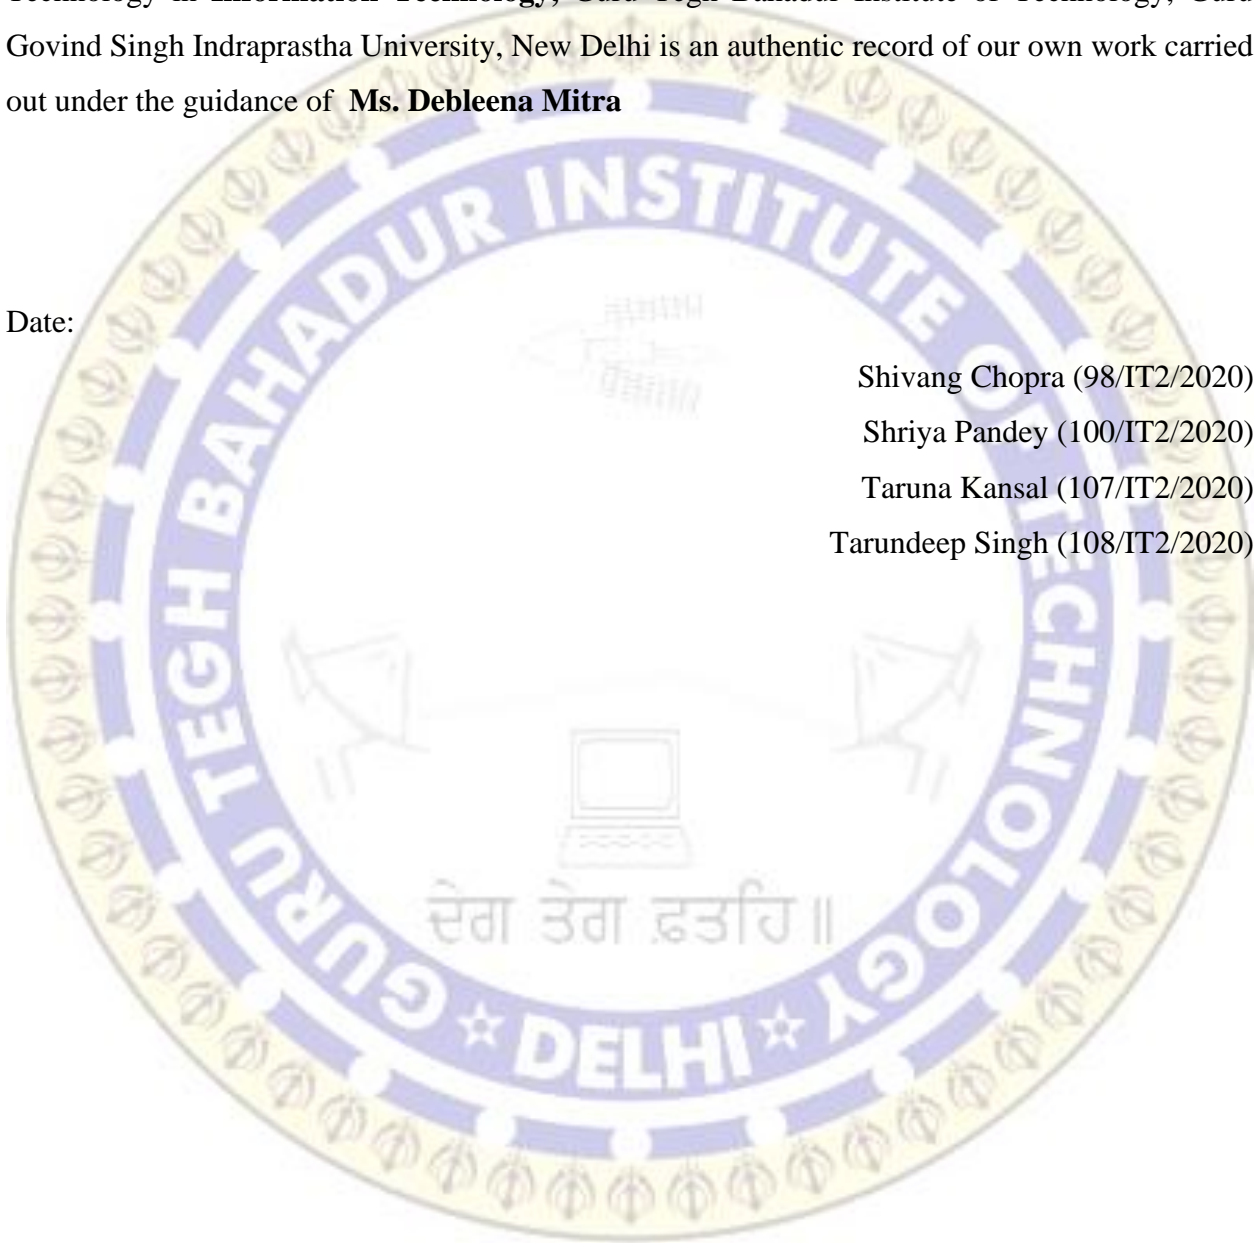 Technology in Information Technology, Guru Tegh Bahadur Institute of Technology, Guru
Govind Singh Indraprastha University, New Delhi is an authentic record of our own work carried
out under the guidance of Ms. Debleena Mitra
Date:
Shivang Chopra (98/IT2/2020)
Shriya Pandey (100/IT2/2020)
Taruna Kansal (107/IT2/2020)
Tarundeep Singh (108/IT2/2020)
GURU TEGH BAHADUR INSTITUTE OF TECHNOLOGY
ਦੇਗ ਤੇਗ ਫ਼ਤਹਿ॥
☆ DELHI ☆